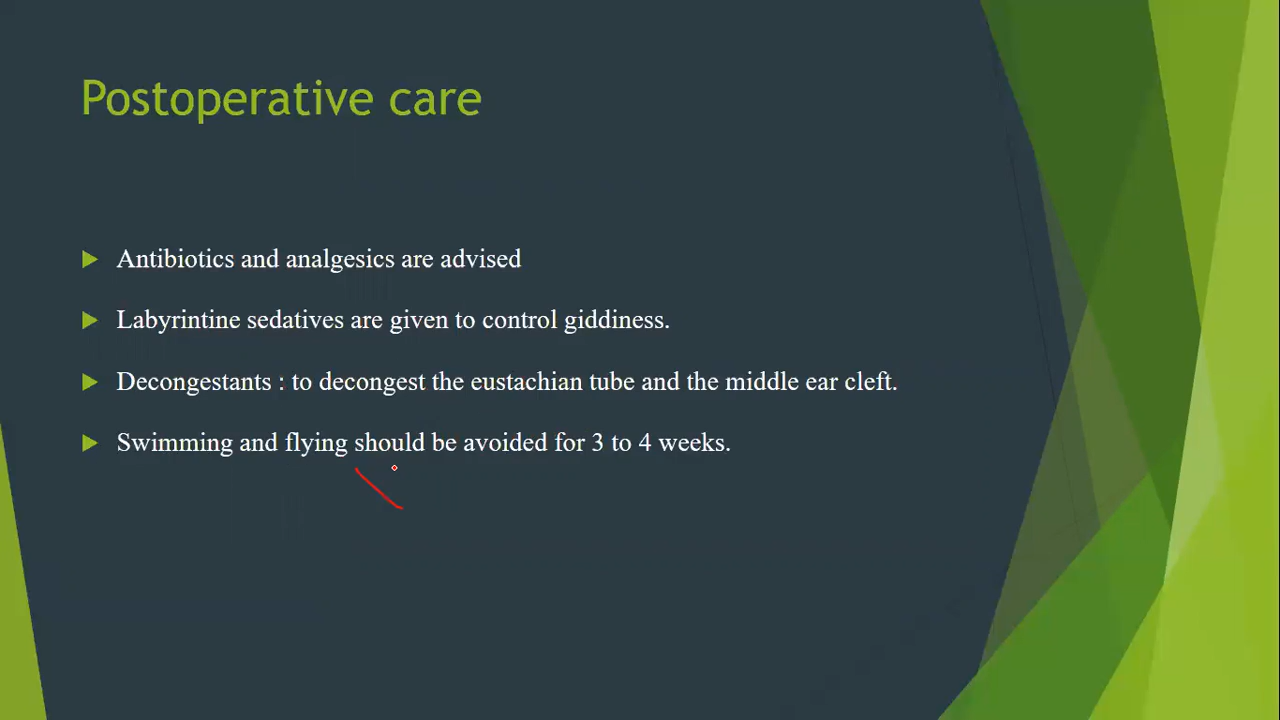 Postoperative care
Antibiotics and analgesics are advised
Labyrintine sedatives are given to control giddiness.
Decongestants : to decongest the eustachian tube and the middle ear cleft.
Swimming and flying should be avoided for 3 to 4 weeks.